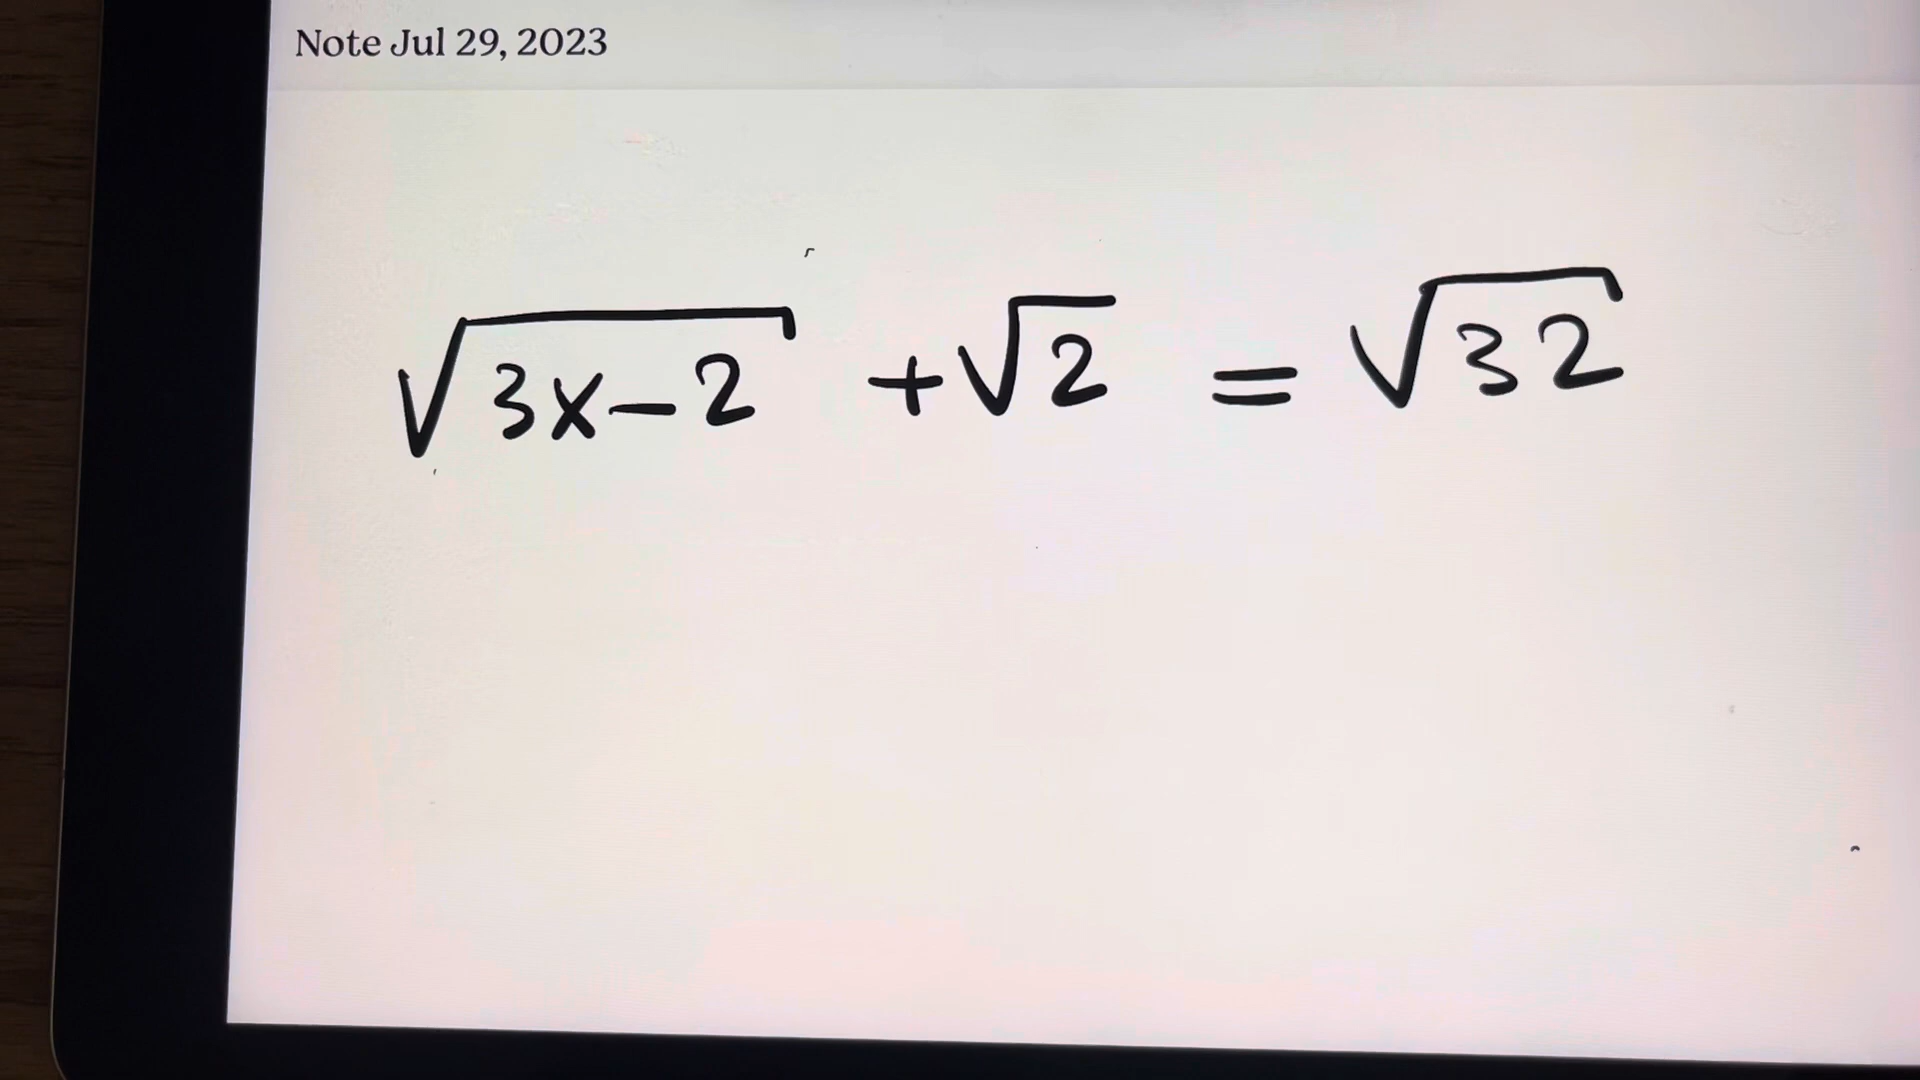 Note Jul 29, 2023
√3x-2 + √2 = √32